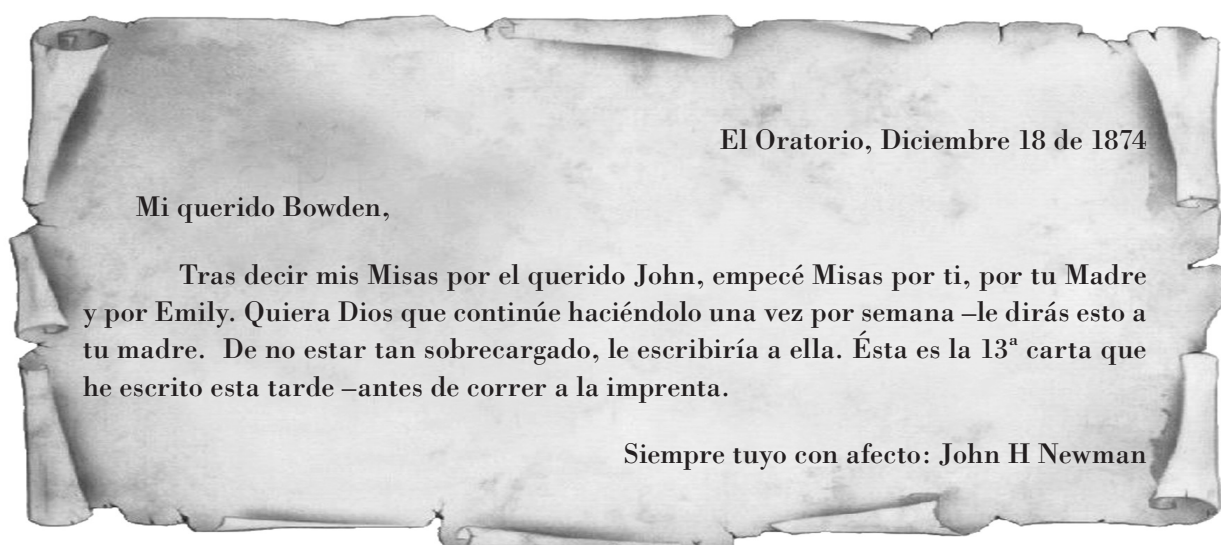 El Oratorio, Diciembre 18 de 1874
Mi querido Bowden,
Tras decir mis Misas por el querido John, empecé Misas por ti, por tu Madre
y por Emily. Quiera Dios que continúe haciéndolo una vez por semana –le dirás esto a
tu madre.  De no estar tan sobrecargado, le escribiría a ella. Ésta es la 13ª carta que
he escrito esta tarde –antes de correr a la imprenta.
Siempre tuyo con afecto: John H Newman